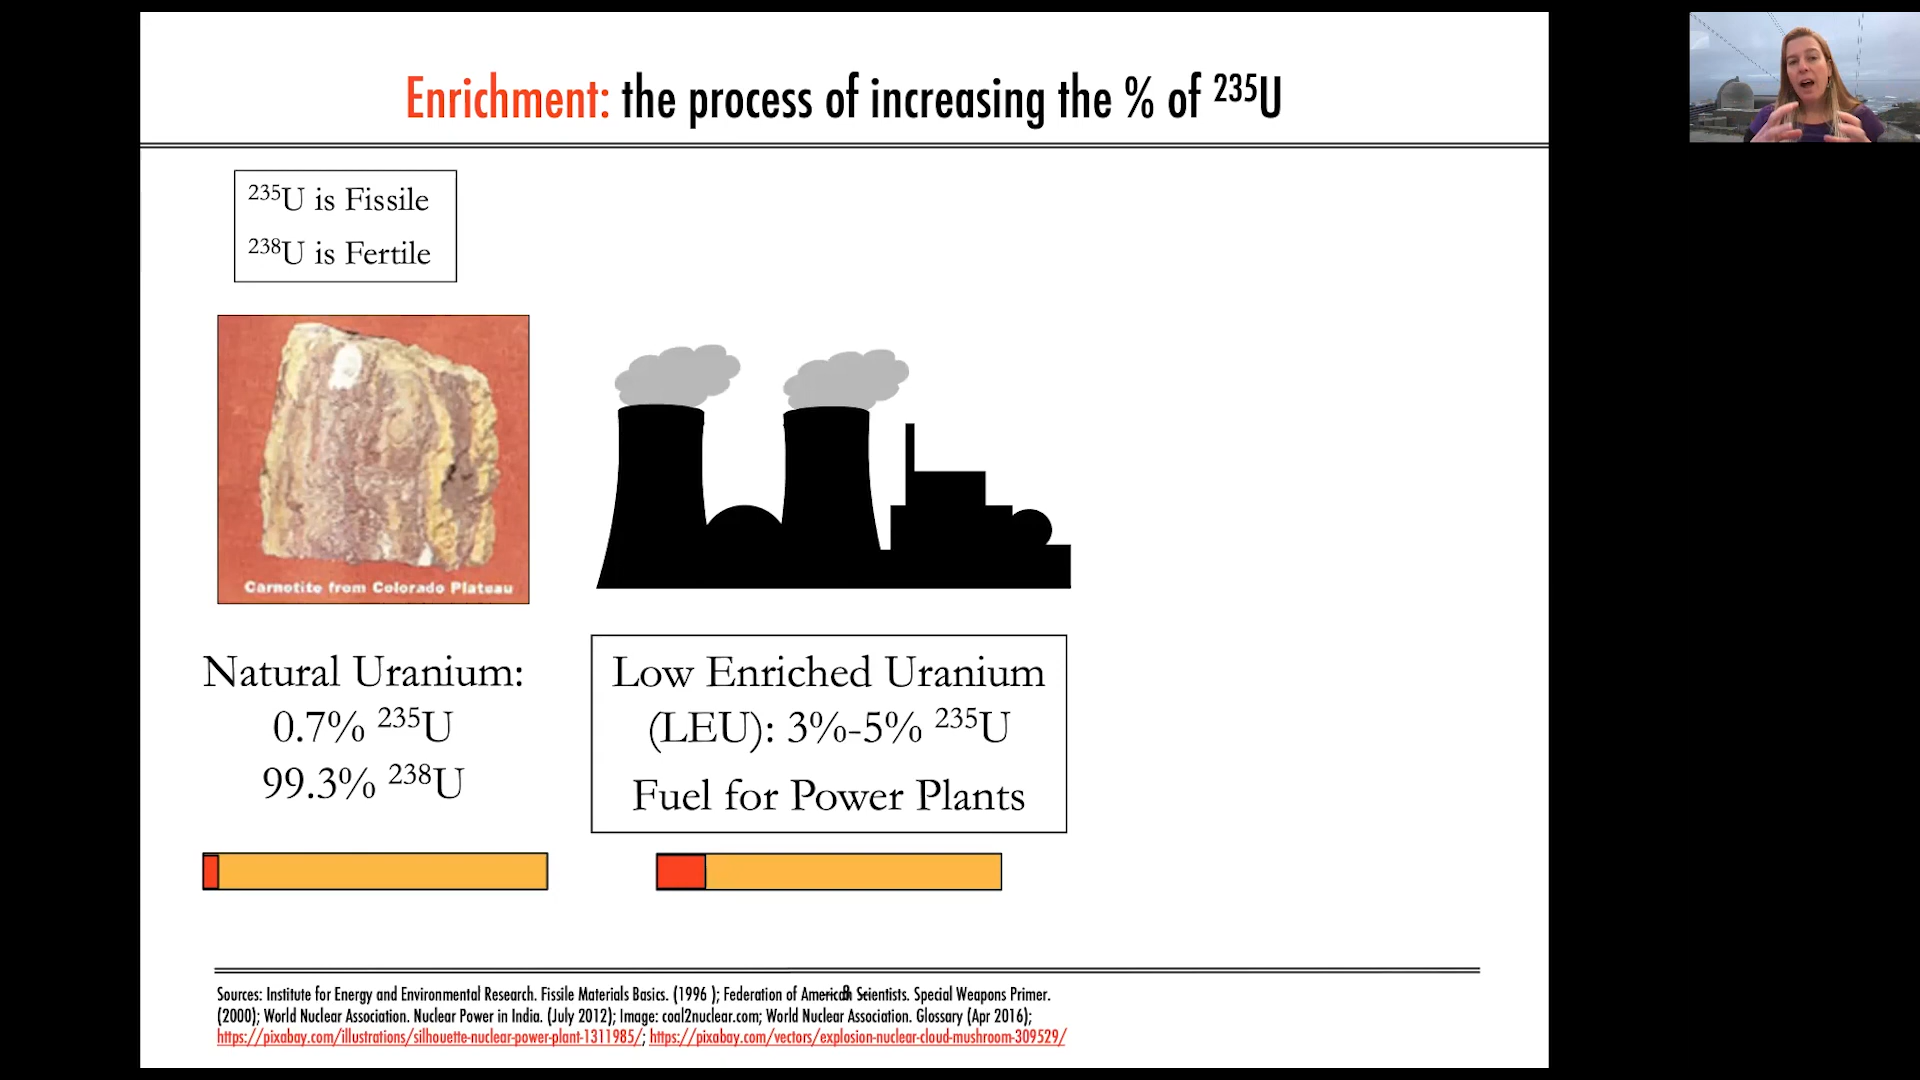 Enrichment: the process of increasing the % of ²³⁵U
²³⁵U is Fissile
²³⁸U is Fertile
Carnotite from Colorado Plateau
Natural Uranium:
0.7% ²³⁵U
99.3% ²³⁸U
Low Enriched Uranium
(LEU): 3%-5% ²³⁵U
Fuel for Power Plants
Sources: Institute for Energy and Environmental Research. Fissile Materials Basics. (1996 ); Federation of American Scientists. Special Weapons Primer.
(2000); World Nuclear Association. Nuclear Power in India. (July 2012); Image: coal2nuclear.com; World Nuclear Association. Glossary (Apr 2016);
https://pixabay.com/illustrations/silhouette-nuclear-power-plant-1311985/; https://pixabay.com/vectors/explosion-nuclear-cloud-mushroom-309529/